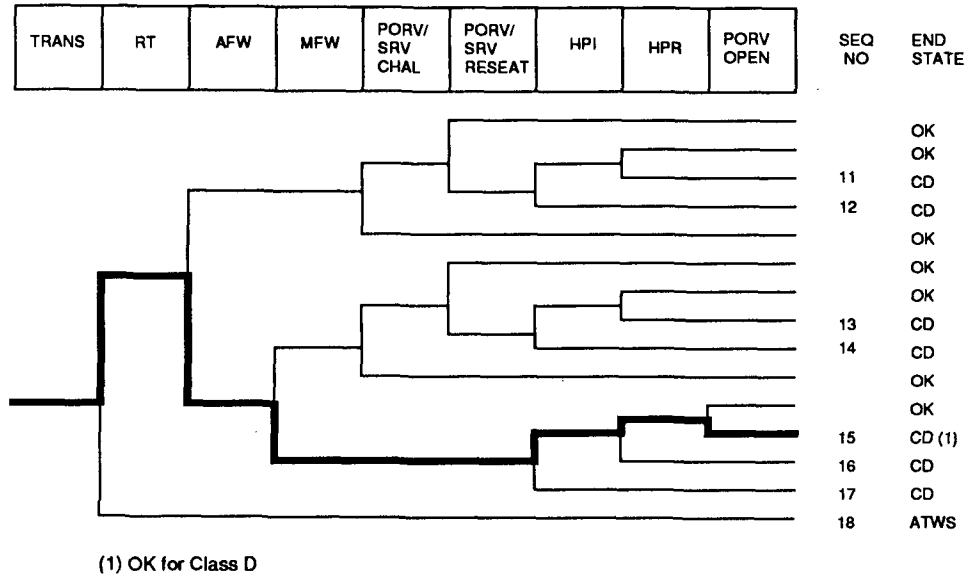 TRANS RT AFW MFW PORV/ SRV CHAL PORV/ SRV RESEAT HPI HPR PORV OPEN SEQ NO END STATE
OK
OK
11 CD
12 CD
OK
OK
OK
13 CD
14 CD
OK
OK
15 CD (1)
16 CD
17 CD
18 ATWS
(1) OK for Class D